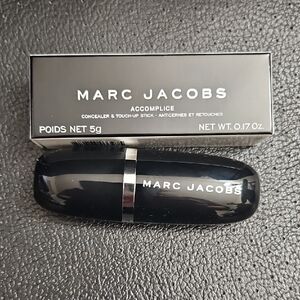 MARC JACOBS
ACCOMPLICE
CONCEALER & TOUCH-UP STICK · ANTICERNES ET RETOUCHES
POIDS NET 5g NET WT. 0.17 Oz.
MARC JACOBS